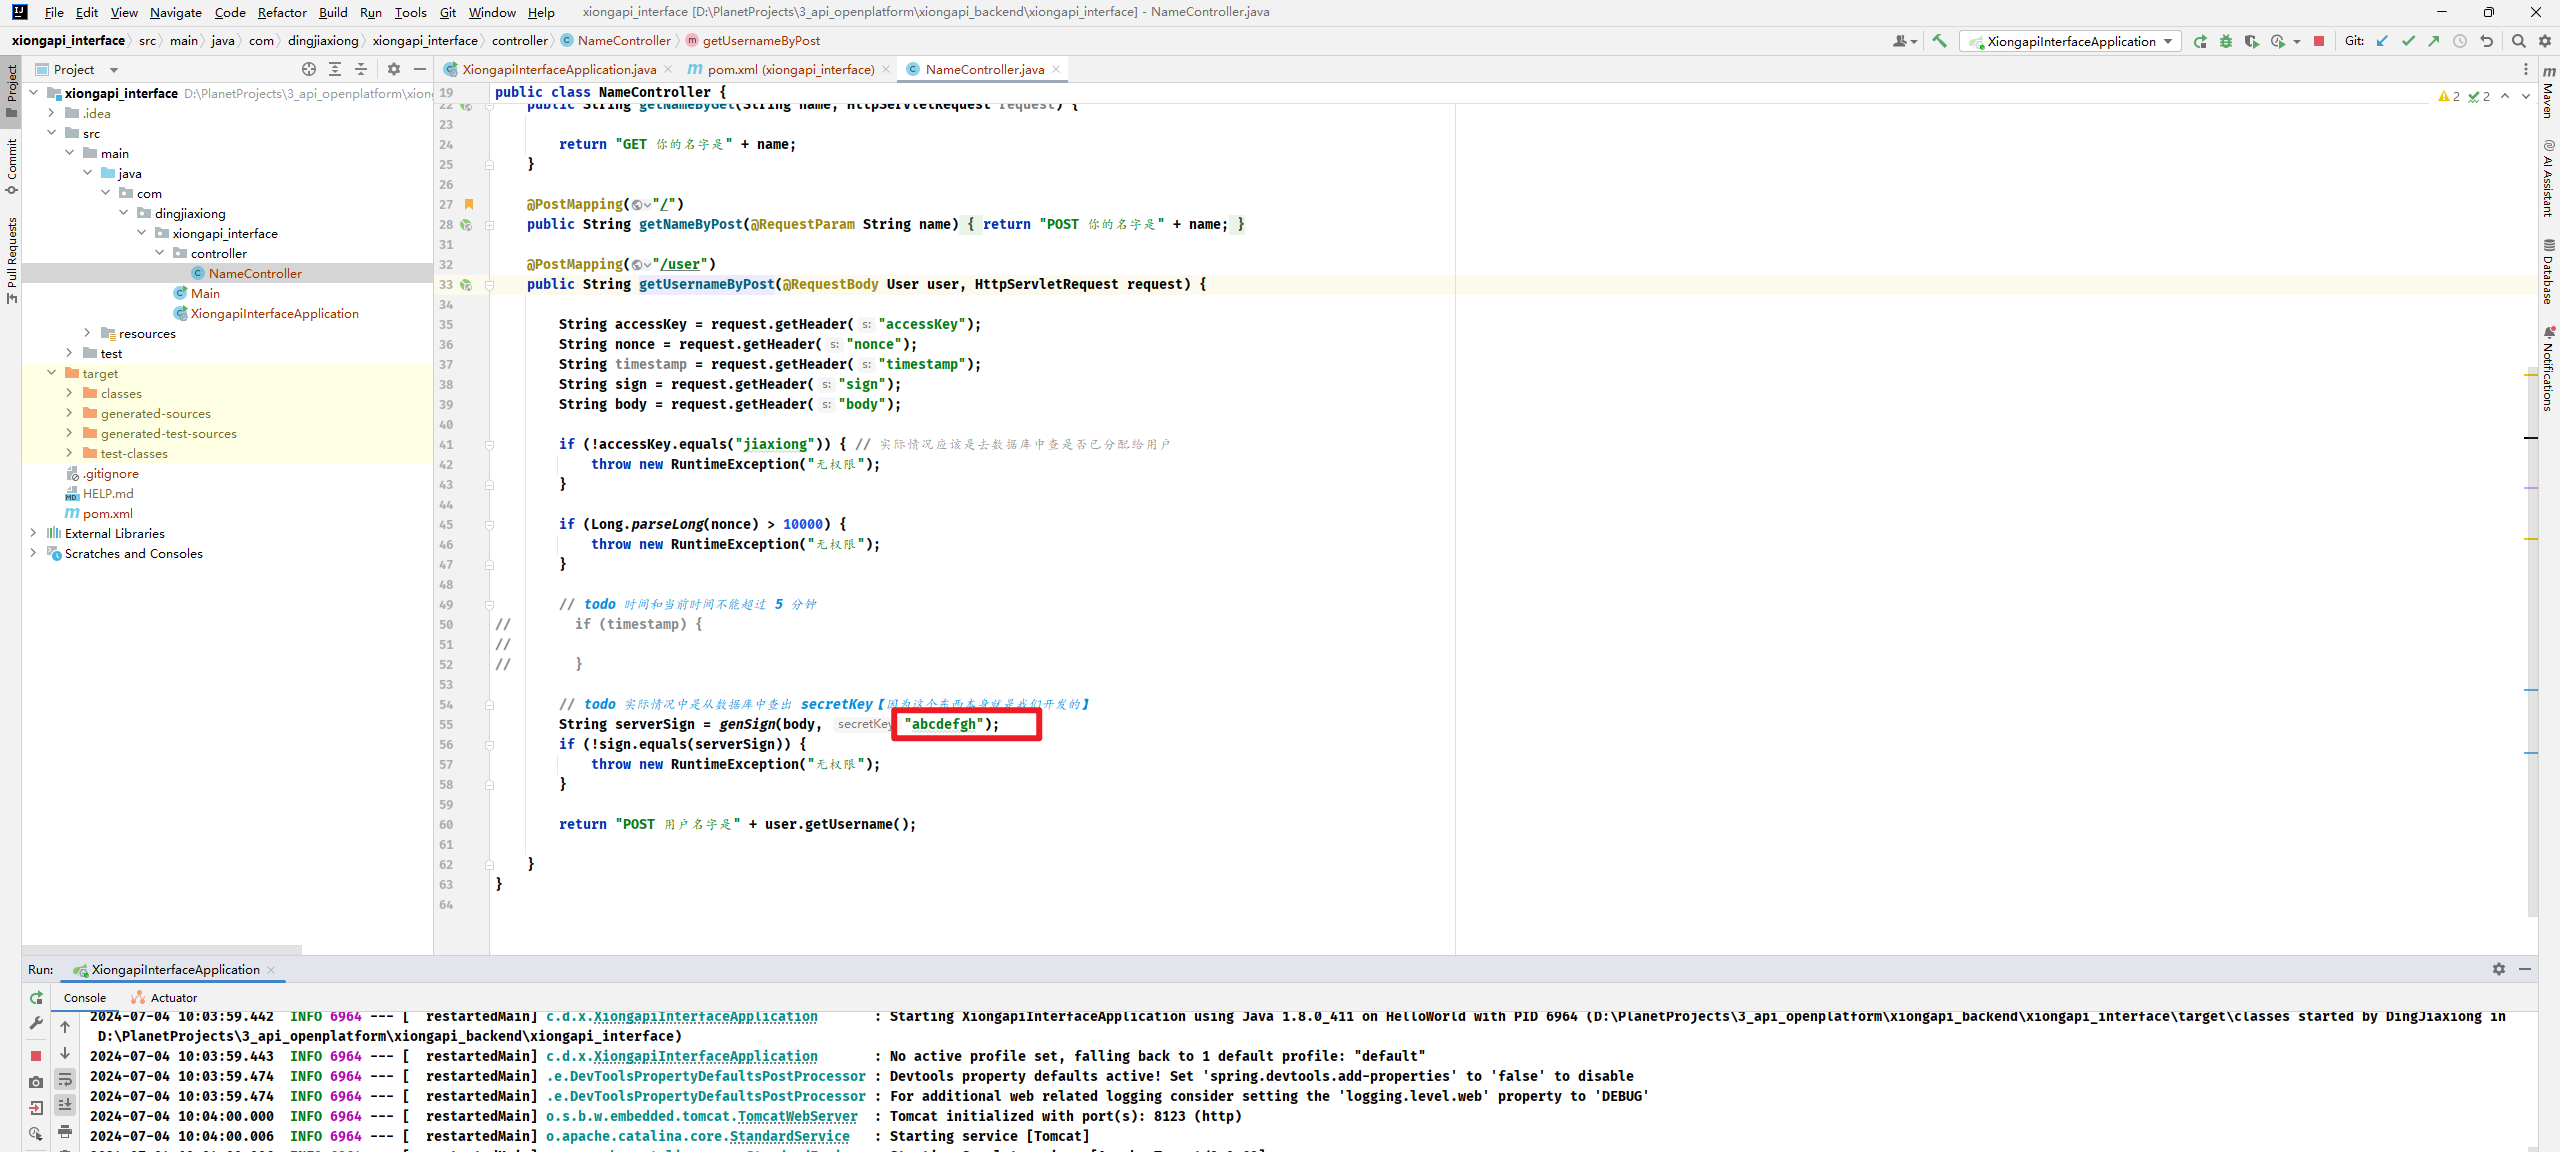 File Edit View Navigate Code Refactor Build Run Tools Git Window Help xiongapi_interface [D:\PlanetProjects\3_api_openplatform\xiongapi_backend\xiongapi_interface] - NameController.java
xiongapi_interface src main java com dingjiaxiong xiongapi_interface controller NameController getUsernameByPost XiongapiInterfaceApplication Git:
Project XiongapiInterfaceApplication.java pom.xml (xiongapi_interface) NameController.java
Project
Commit
Pull Requests
xiongapi_interface D:\PlanetProjects\3_api_openplatform\xion
.idea
src
main
java
com
dingjiaxiong
xiongapi_interface
controller
NameController
Main
XiongapiInterfaceApplication
resources
test
target
classes
generated-sources
generated-test-sources
test-classes
.gitignore
HELP.md
pom.xml
External Libraries
Scratches and Consoles
19 public class NameController {
2 2
22 public String getNameByGet(String name, HttpServletRequest request) {
23
24 return "GET 你的名字是" + name;
25 }
26
27 @PostMapping("/")
28 public String getNameByPost(@RequestParam String name) { return "POST 你的名字是" + name; }
31
32 @PostMapping("/user")
33 public String getUsernameByPost(@RequestBody User user, HttpServletRequest request) {
34
35 String accessKey = request.getHeader( s: "accessKey");
36 String nonce = request.getHeader( s: "nonce");
37 String timestamp = request.getHeader( s: "timestamp");
38 String sign = request.getHeader( s: "sign");
39 String body = request.getHeader( s: "body");
40
41 if (!accessKey.equals("jiaxiong")) { // 实际情况应该是去数据库中查是否已分配给用户
42 throw new RuntimeException("无权限");
43 }
44
45 if (Long.parseLong(nonce) > 10000) {
46 throw new RuntimeException("无权限");
47 }
48
49 // todo 时间和当前时间不能超过 5 分钟
50 // if (timestamp) {
51 //
52 // }
53
54 // todo 实际情况中是从数据库中查出 secretKey【因为这个东西本身就是我们开发的】
55 String serverSign = genSign(body, secretKey "abcdefgh");
56 if (!sign.equals(serverSign)) {
57 throw new RuntimeException("无权限");
58 }
59
60 return "POST 用户名字是" + user.getUsername();
61
62 }
63 }
64
Maven
AI Assistant
Database
Notifications
Run: XiongapiInterfaceApplication
Console Actuator
2024-07-04 10:03:59.442 INFO 6964 --- [ restartedMain] c.d.x.XiongapiInterfaceApplication : Starting XiongapiInterfaceApplication using Java 1.8.0_411 on HelloWorld with PID 6964 (D:\PlanetProjects\3_api_openplatform\xiongapi_backend\xiongapi_interface\target\classes started by DingJiaxiong in
D:\PlanetProjects\3_api_openplatform\xiongapi_backend\xiongapi_interface)
2024-07-04 10:03:59.443 INFO 6964 --- [ restartedMain] c.d.x.XiongapiInterfaceApplication : No active profile set, falling back to 1 default profile: "default"
2024-07-04 10:03:59.474 INFO 6964 --- [ restartedMain] .e.DevToolsPropertyDefaultsPostProcessor : Devtools property defaults active! Set 'spring.devtools.add-properties' to 'false' to disable
2024-07-04 10:03:59.474 INFO 6964 --- [ restartedMain] .e.DevToolsPropertyDefaultsPostProcessor : For additional web related logging consider setting the 'logging.level.web' property to 'DEBUG'
2024-07-04 10:04:00.000 INFO 6964 --- [ restartedMain] o.s.b.w.embedded.tomcat.TomcatWebServer : Tomcat initialized with port(s): 8123 (http)
2024-07-04 10:04:00.006 INFO 6964 --- [ restartedMain] o.apache.catalina.core.StandardService : Starting service [Tomcat]